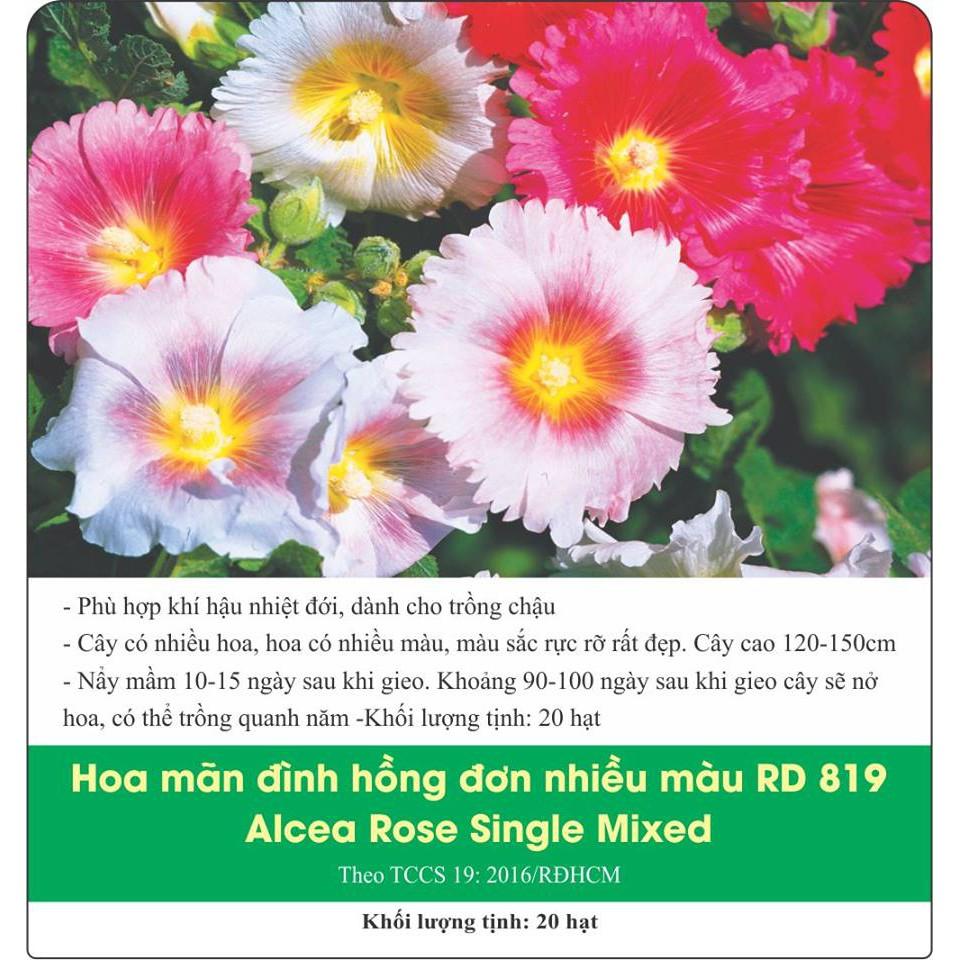 - Phù hợp khí hậu nhiệt đới, dành cho trồng chậu
- Cây có nhiều hoa, hoa có nhiều màu, màu sắc rực rỡ rất đẹp. Cây cao 120-150cm
- Nẩy mầm 10-15 ngày sau khi gieo. Khoảng 90-100 ngày sau khi gieo cây sẽ nở
hoa, có thể trồng quanh năm -Khối lượng tịnh: 20 hạt
Hoa mãn đình hồng đơn nhiều màu RD 819
Alcea Rose Single Mixed
Theo TCCS 19: 2016/RĐHCM
Khối lượng tịnh: 20 hạt